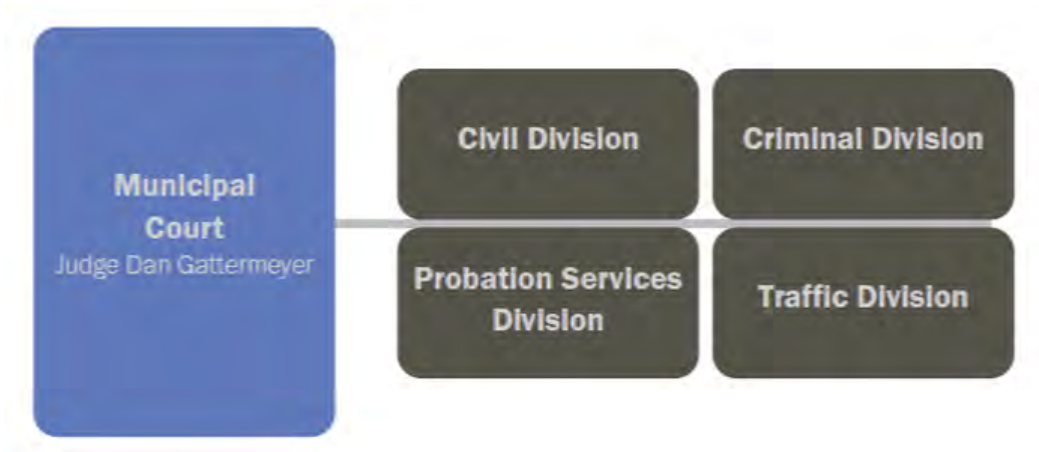 Municipal
Court
Judge Dan Gattermeyer
Civil Division
Criminal Division
Probation Services
Division
Traffic Division